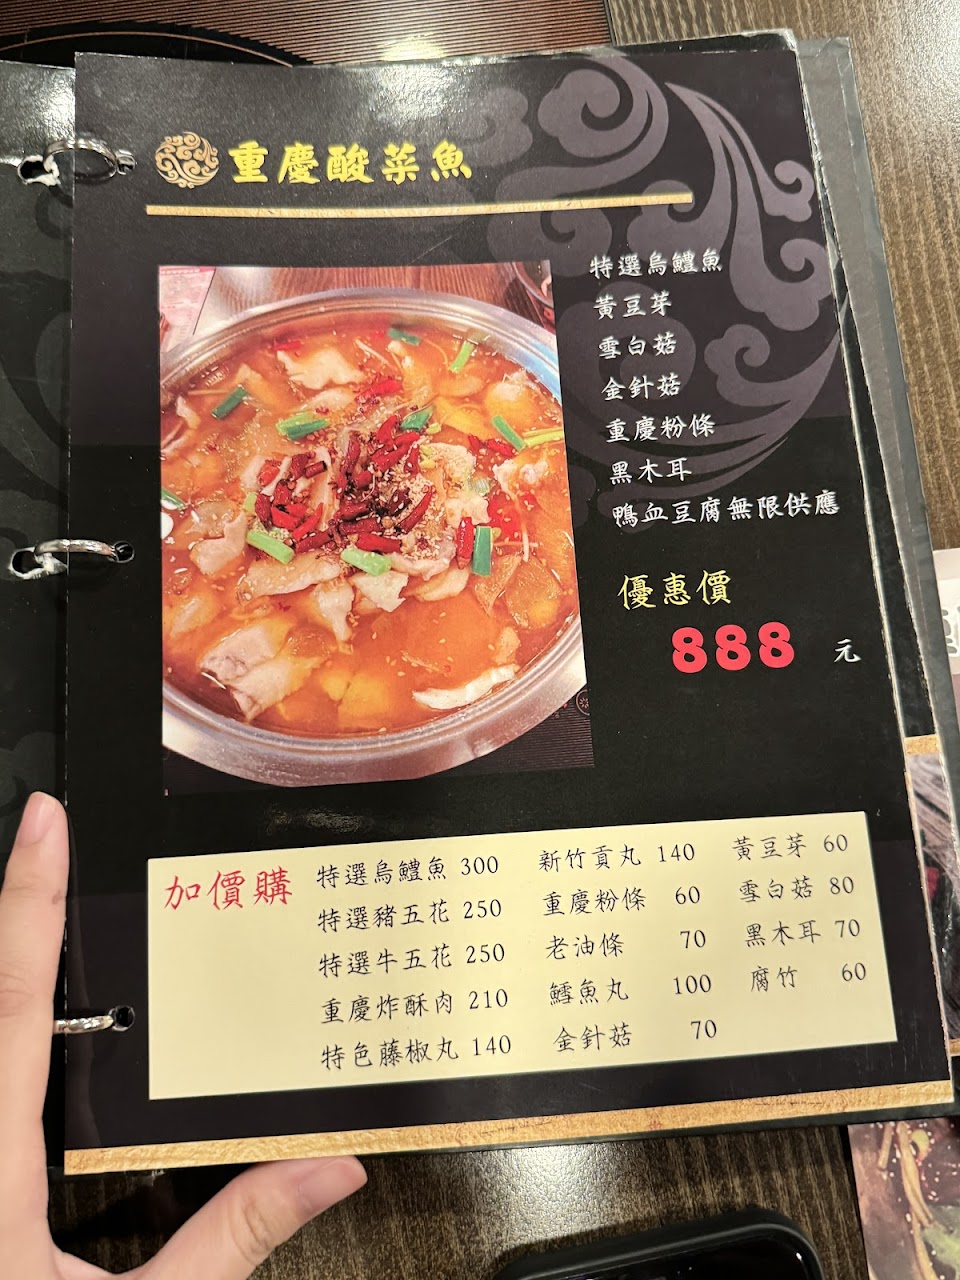 重慶酸菜魚
特選烏鱧魚
黃豆芽
雪白菇
金針菇
重慶粉條
黑木耳
鴨血豆腐無限供應
優惠價
888 元
加價購
特選烏鱧魚 300
特選豬五花 250
特選牛五花 250
重慶炸酥肉 210
特色藤椒丸 140
新竹貢丸 140
重慶粉條 60
老油條 70
鱈魚丸 100
金針菇 70
黃豆芽 60
雪白菇 80
黑木耳 70
腐竹 60